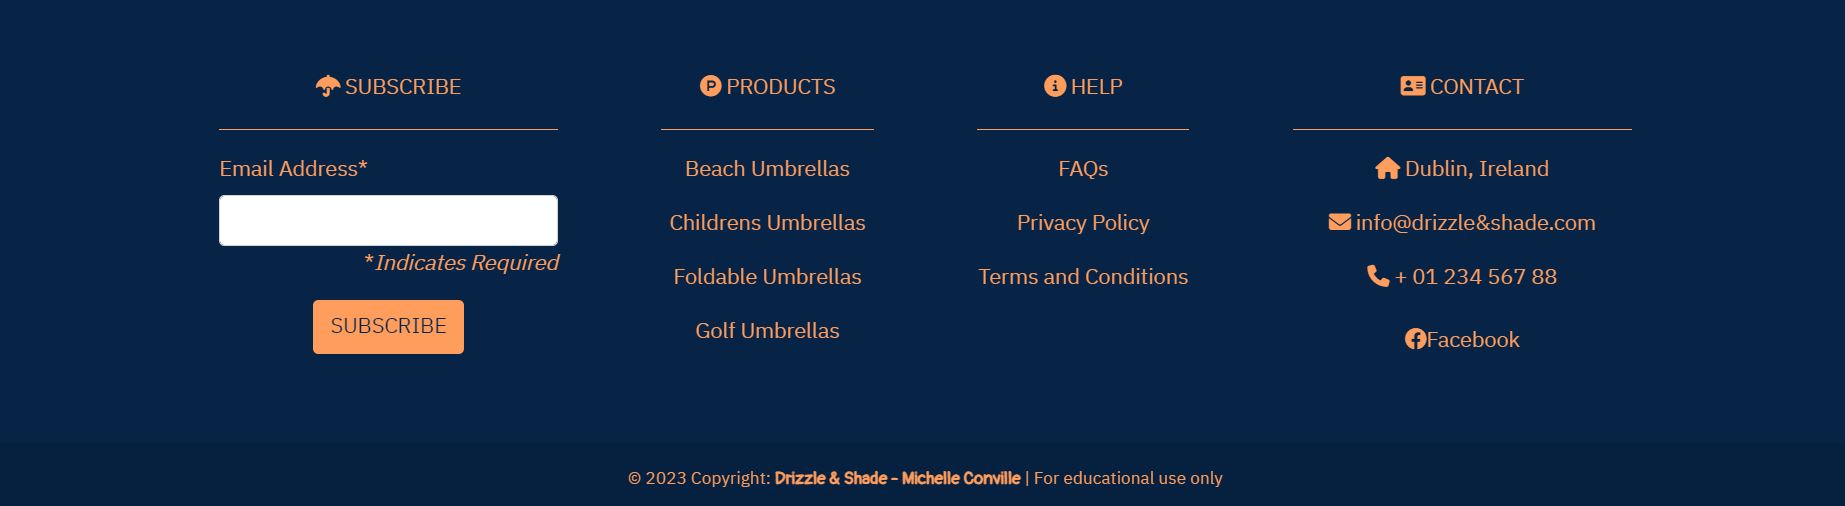 SUBSCRIBE
Email Address*
*Indicates Required
SUBSCRIBE
PRODUCTS
Beach Umbrellas
Childrens Umbrellas
Foldable Umbrellas
Golf Umbrellas
HELP
FAQs
Privacy Policy
Terms and Conditions
CONTACT
Dublin, Ireland
info@drizzle&shade.com
+ 01 234 567 88
Facebook
© 2023 Copyright: Drizzle & Shade - Michelle Conville | For educational use only